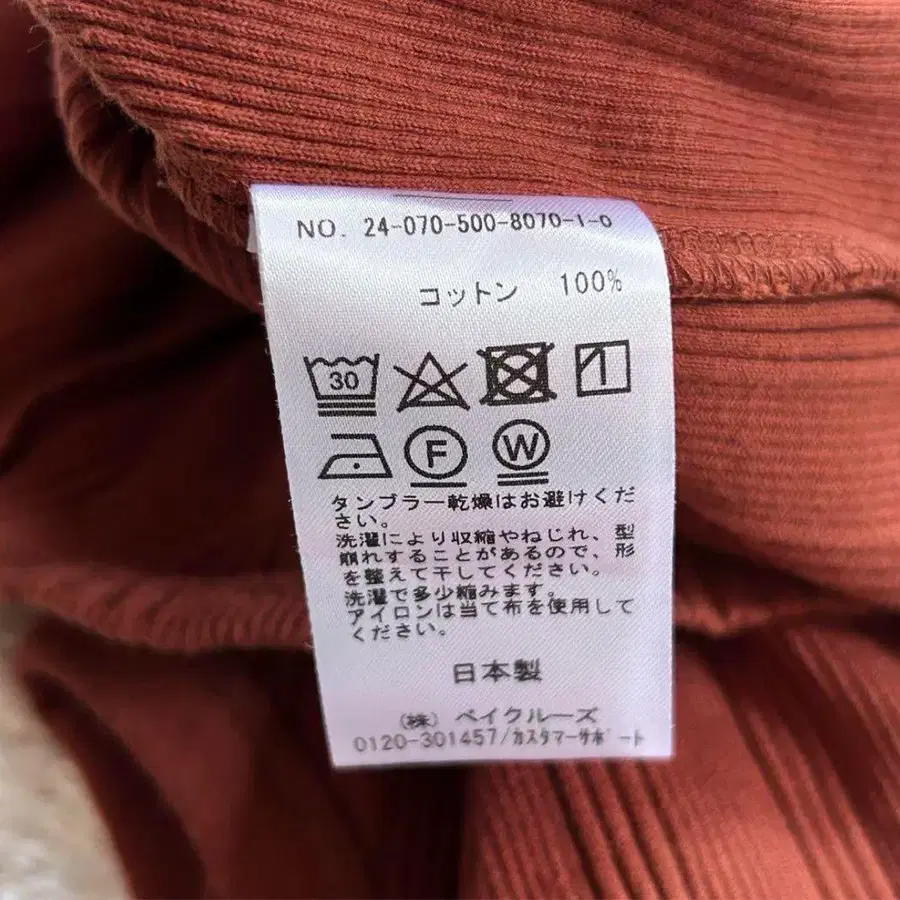 NO. 24-070-500-8070-1-0
コットン 100%
30
F
W
タンブラー乾燥はお避けくだ
さい。
洗濯により収縮やねじれ、型
崩れすることがあるので、形
を整えて干してください。
洗濯で多少縮みます。
アイロンは当て布を使用して
ください。
日本製
(株) ベイクルーズ
0120-301457/カスタマーサポート